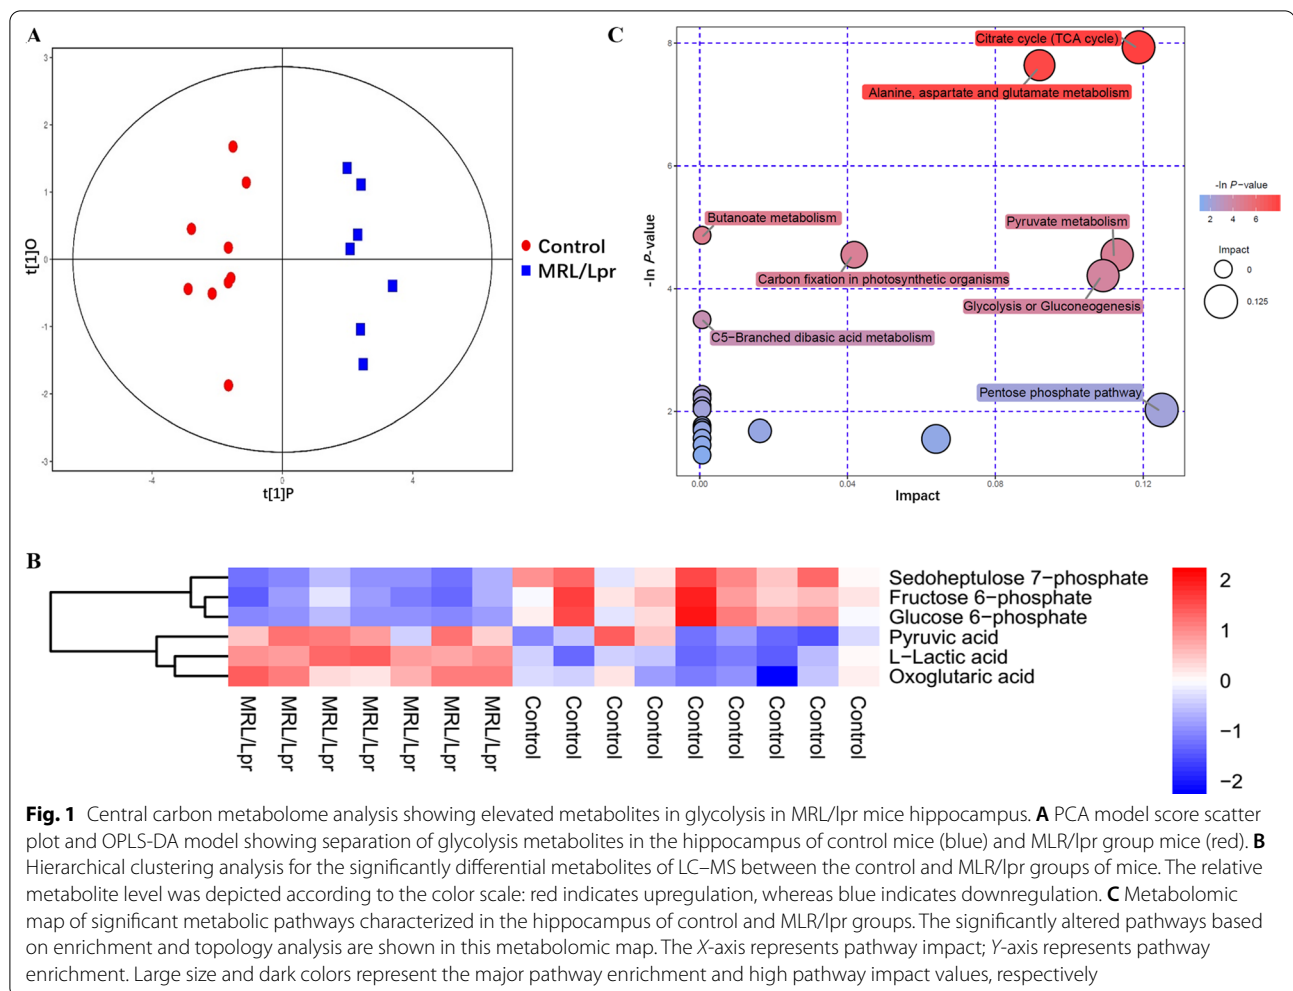 A
3
2
1
0
-1
-2
-3
t[1]O
-4
0
4
t[1]P
Control
MRL/Lpr
C
8
6
4
2
-ln P-value
0.00
0.04
0.08
0.12
Impact
Citrate cycle (TCA cycle)
Alanine, aspartate and glutamate metabolism
Butanoate metabolism
Pyruvate metabolism
Carbon fixation in photosynthetic organisms
Glycolysis or Gluconeogenesis
C5−Branched dibasic acid metabolism
Pentose phosphate pathway
-ln P−value
2 4 6
Impact
0
0.125
B
Sedoheptulose 7−phosphate
Fructose 6−phosphate
Glucose 6−phosphate
Pyruvic acid
L−Lactic acid
Oxoglutaric acid
MRL/Lpr
MRL/Lpr
MRL/Lpr
MRL/Lpr
MRL/Lpr
MRL/Lpr
MRL/Lpr
Control
Control
Control
Control
Control
Control
Control
Control
Control
2
1
0
−1
−2
Fig. 1 Central carbon metabolome analysis showing elevated metabolites in glycolysis in MRL/lpr mice hippocampus. A PCA model score scatter
plot and OPLS-DA model showing separation of glycolysis metabolites in the hippocampus of control mice (blue) and MLR/lpr group mice (red). B
Hierarchical clustering analysis for the significantly differential metabolites of LC–MS between the control and MLR/lpr groups of mice. The relative
metabolite level was depicted according to the color scale: red indicates upregulation, whereas blue indicates downregulation. C Metabolomic
map of significant metabolic pathways characterized in the hippocampus of control and MLR/lpr groups. The significantly altered pathways based
on enrichment and topology analysis are shown in this metabolomic map. The X-axis represents pathway impact; Y-axis represents pathway
enrichment. Large size and dark colors represent the major pathway enrichment and high pathway impact values, respectively